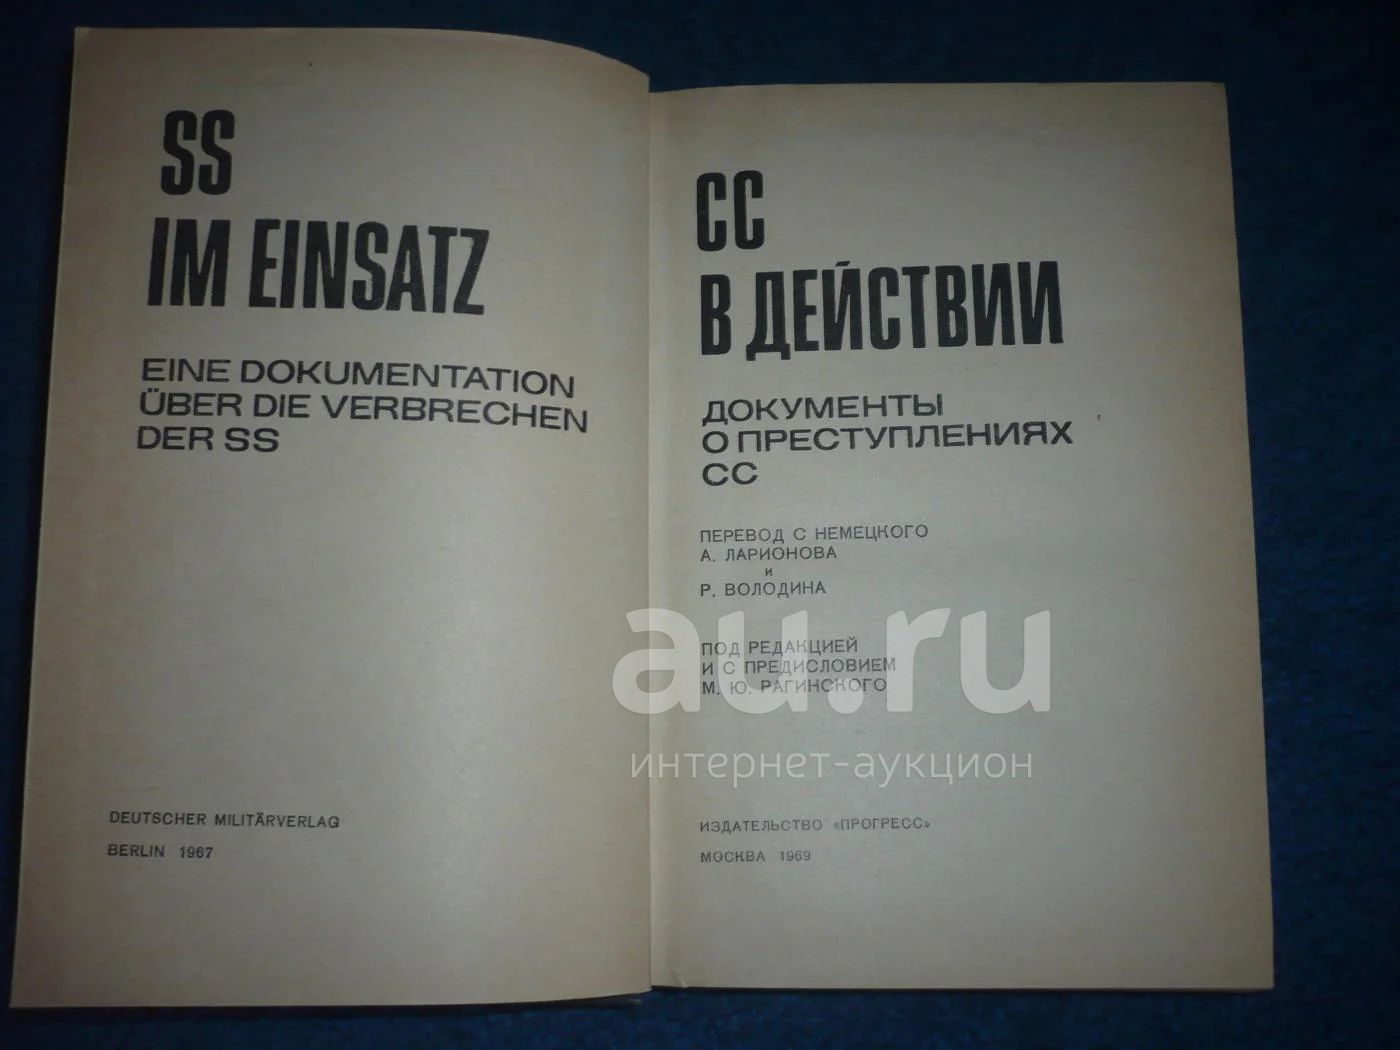 SS
IM EINSATZ
EINE DOKUMENTATION
ÜBER DIE VERBRECHEN
DER SS
DEUTSCHER MILITÄRVERLAG
BERLIN 1967
СС
В ДЕЙСТВИИ
ДОКУМЕНТЫ
О ПРЕСТУПЛЕНИЯХ
СС
ПЕРЕВОД С НЕМЕЦКОГО
А. ЛАРИОНОВА
И
Р. ВОЛОДИНА
ПОД РЕДАКЦИЕЙ
И С ПРЕДИСЛОВИЕМ
М. Ю. РАГИНСКОГО
ИЗДАТЕЛЬСТВО «ПРОГРЕСС»
МОСКВА 1969
au.ru
интернет-аукцион